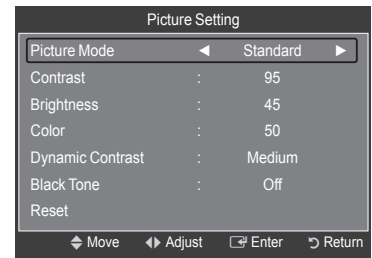 Picture Setting
Picture Mode ◀ Standard ▶
Contrast : 95
Brightness : 45
Color : 50
Dynamic Contrast : Medium
Black Tone : Off
Reset
Move Adjust Enter Return